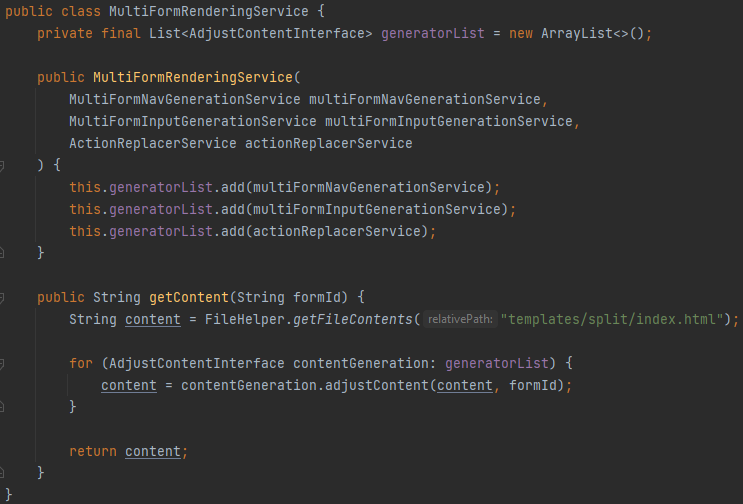 public class MultiFormRenderingService {
private final List<AdjustContentInterface> generatorList = new ArrayList<>();
public MultiFormRenderingService(
MultiFormNavGenerationService multiFormNavGenerationService,
MultiFormInputGenerationService multiFormInputGenerationService,
ActionReplacerService actionReplacerService
) {
this.generatorList.add(multiFormNavGenerationService);
this.generatorList.add(multiFormInputGenerationService);
this.generatorList.add(actionReplacerService);
}
public String getContent(String formId) {
String content = FileHelper.getFileContents( relativePath: "templates/split/index.html");
for (AdjustContentInterface contentGeneration: generatorList) {
content = contentGeneration.adjustContent(content, formId);
}
return content;
}
}